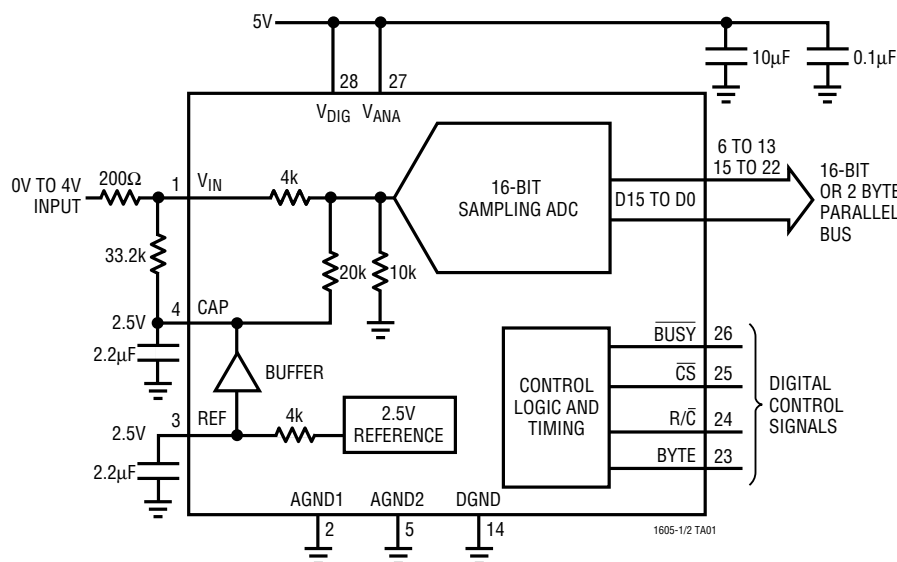 5V
10µF
0.1µF
28
27
VDIG
VANA
0V TO 4V
INPUT
200Ω
1
VIN
4k
16-BIT
SAMPLING ADC
D15 TO D0
6 TO 13
15 TO 22
16-BIT
OR 2 BYTE
PARALLEL
BUS
33.2k
20k
10k
2.5V
4
CAP
2.2µF
BUFFER
3
REF
2.5V
4k
2.5V
REFERENCE
2.2µF
CONTROL
LOGIC AND
TIMING
B̅U̅S̅Y̅
26
C̅S̅
25
R/C̅
24
BYTE
23
DIGITAL
CONTROL
SIGNALS
AGND1
AGND2
DGND
2
5
14
1605-1/2 TA01